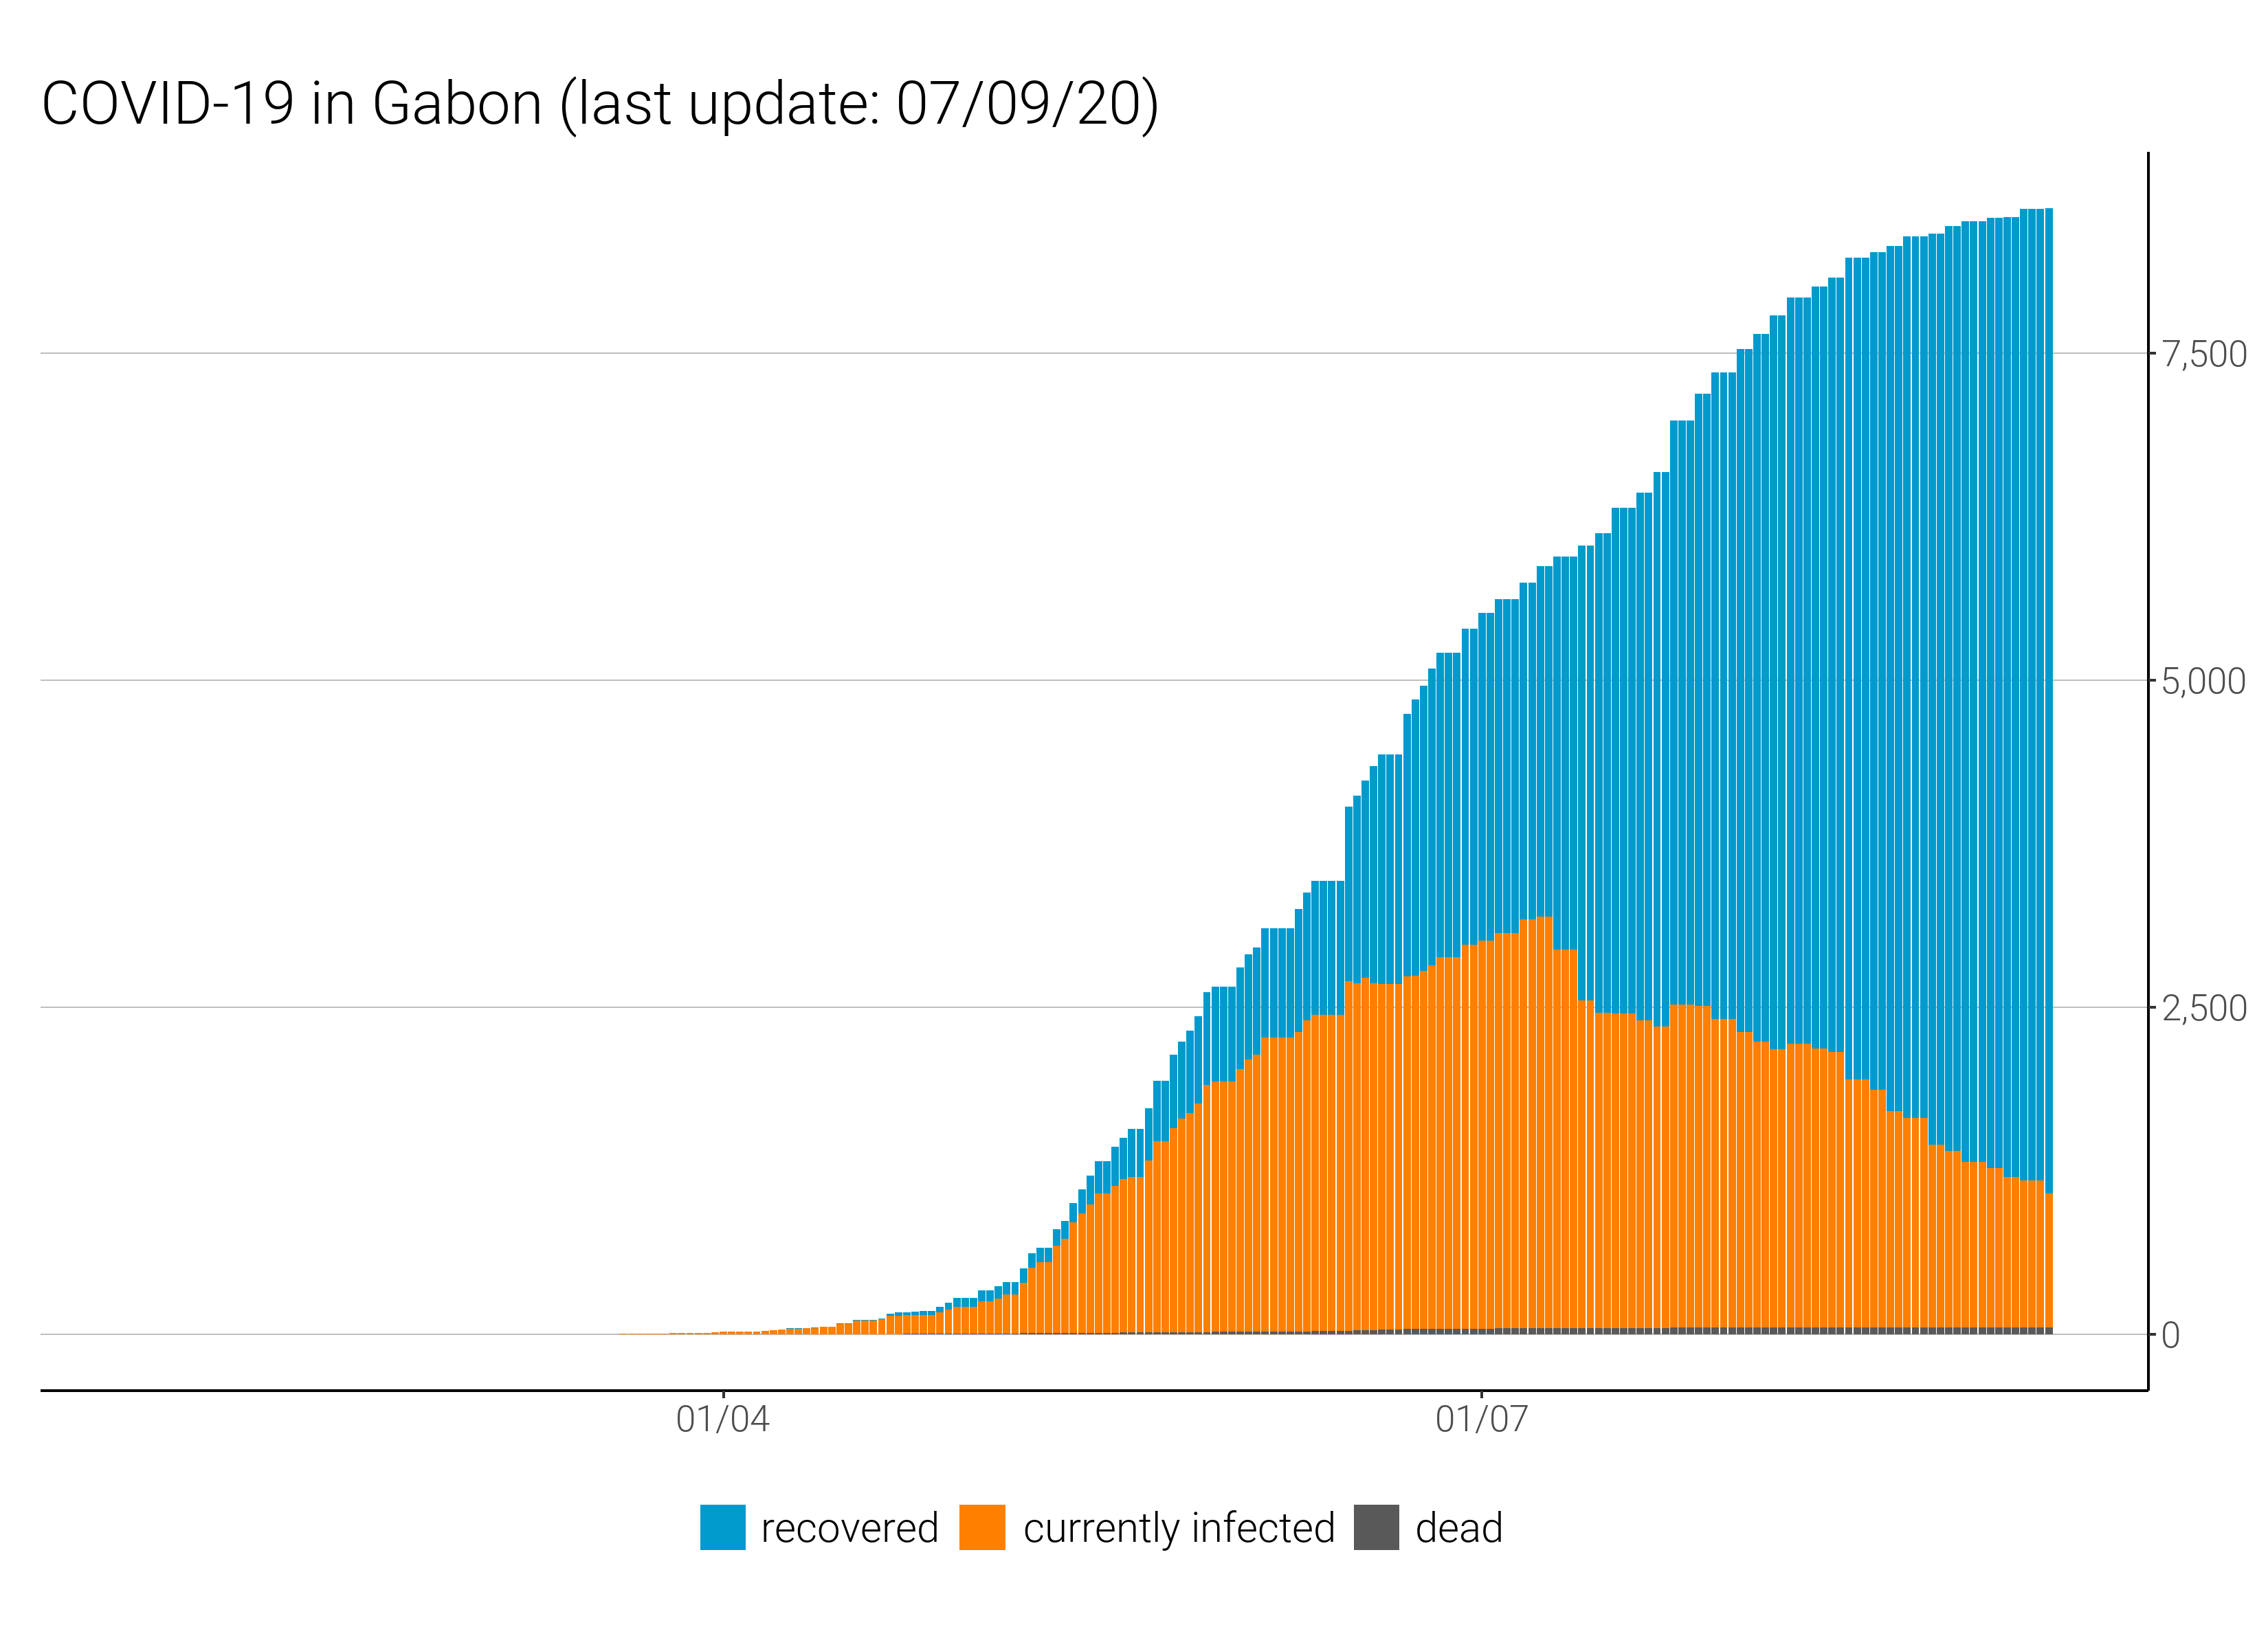 COVID-19 in Gabon (last update: 07/09/20)
7,500
5,000
2,500
0
01/04 01/07
recovered currently infected dead